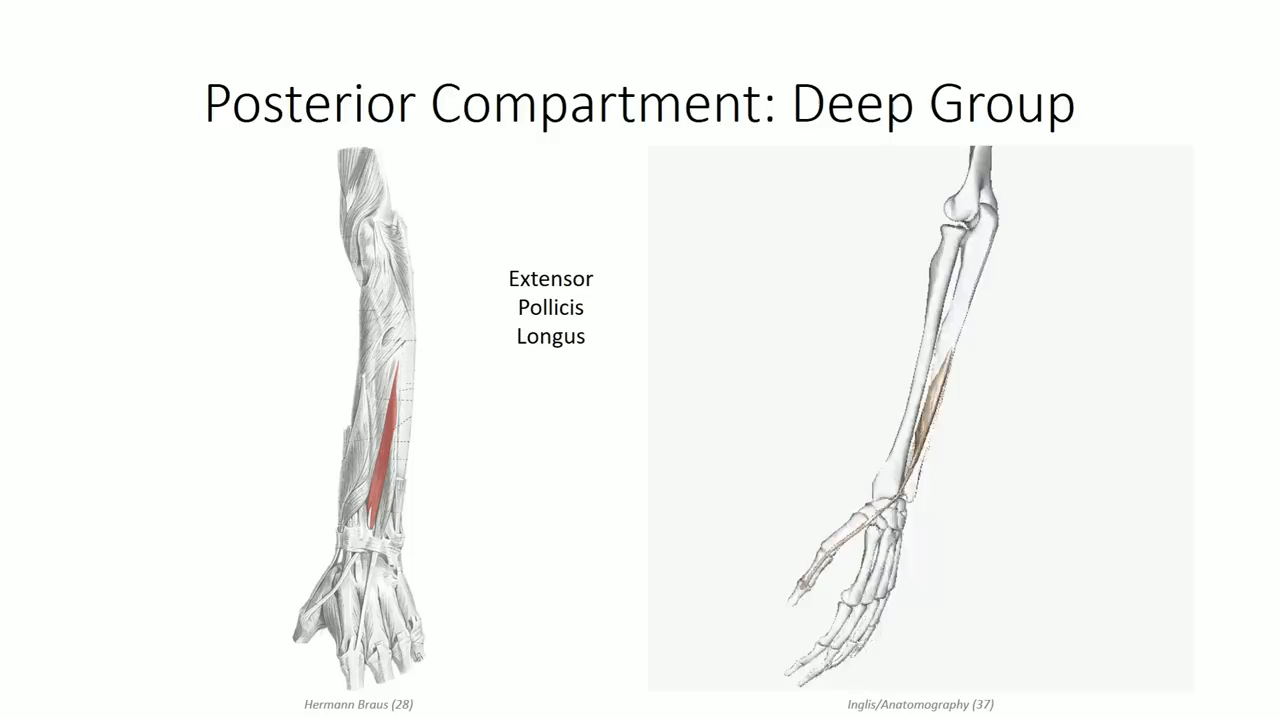 Posterior Compartment: Deep Group
Extensor
Pollicis
Longus
Hermann Braus (28)
Inglis/Anatomography (37)